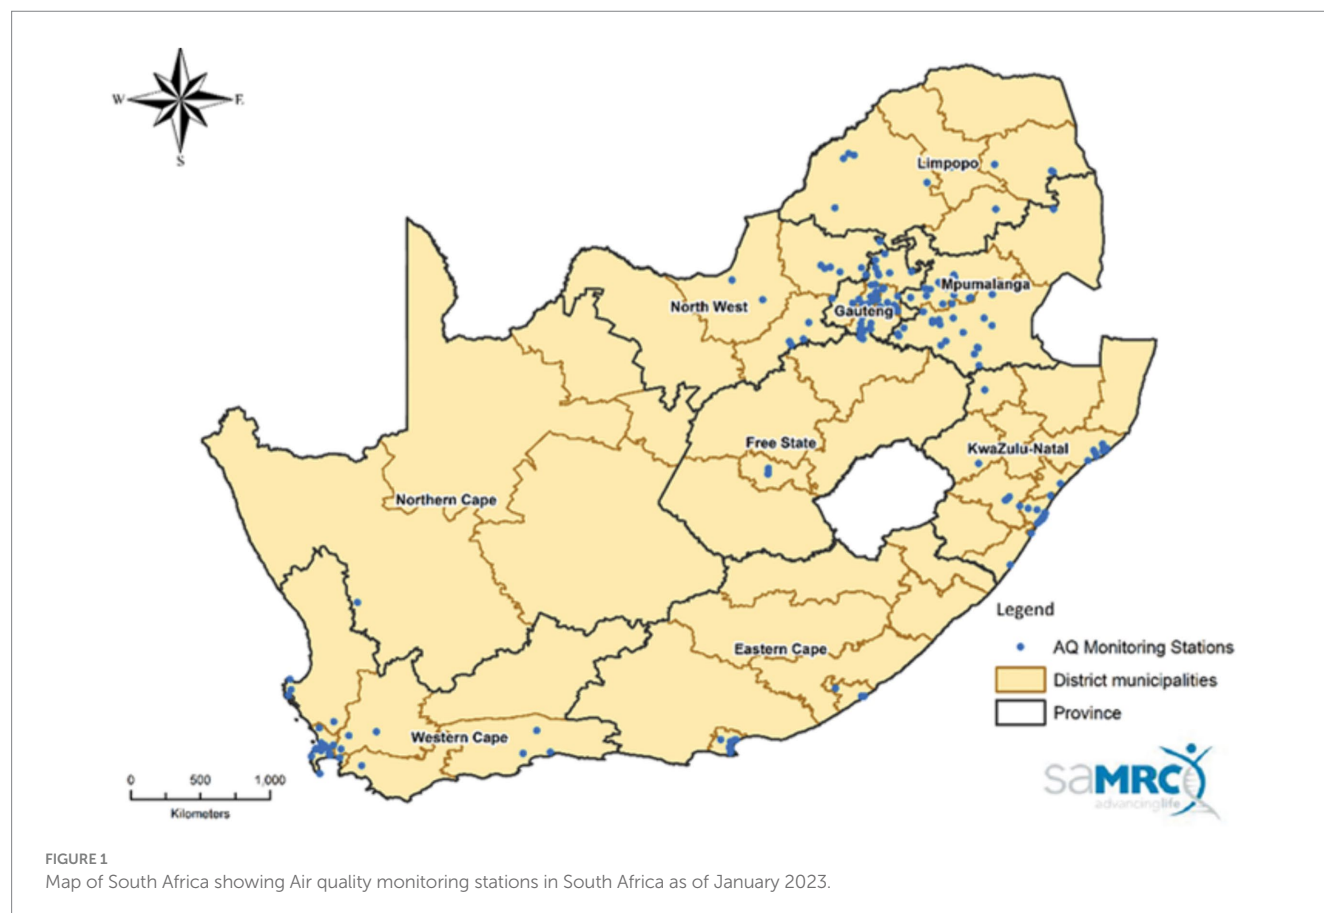 W
E
S
Limpopo
Mpumalanga
North West
Gauteng
Free State
KwaZulu-Natal
Northern Cape
Legend
AQ Monitoring Stations
Eastern Cape
District municipalities
Province
Western Cape
0 500 1,000
Kilometers
saMRC
advancinglife
FIGURE 1
Map of South Africa showing Air quality monitoring stations in South Africa as of January 2023.